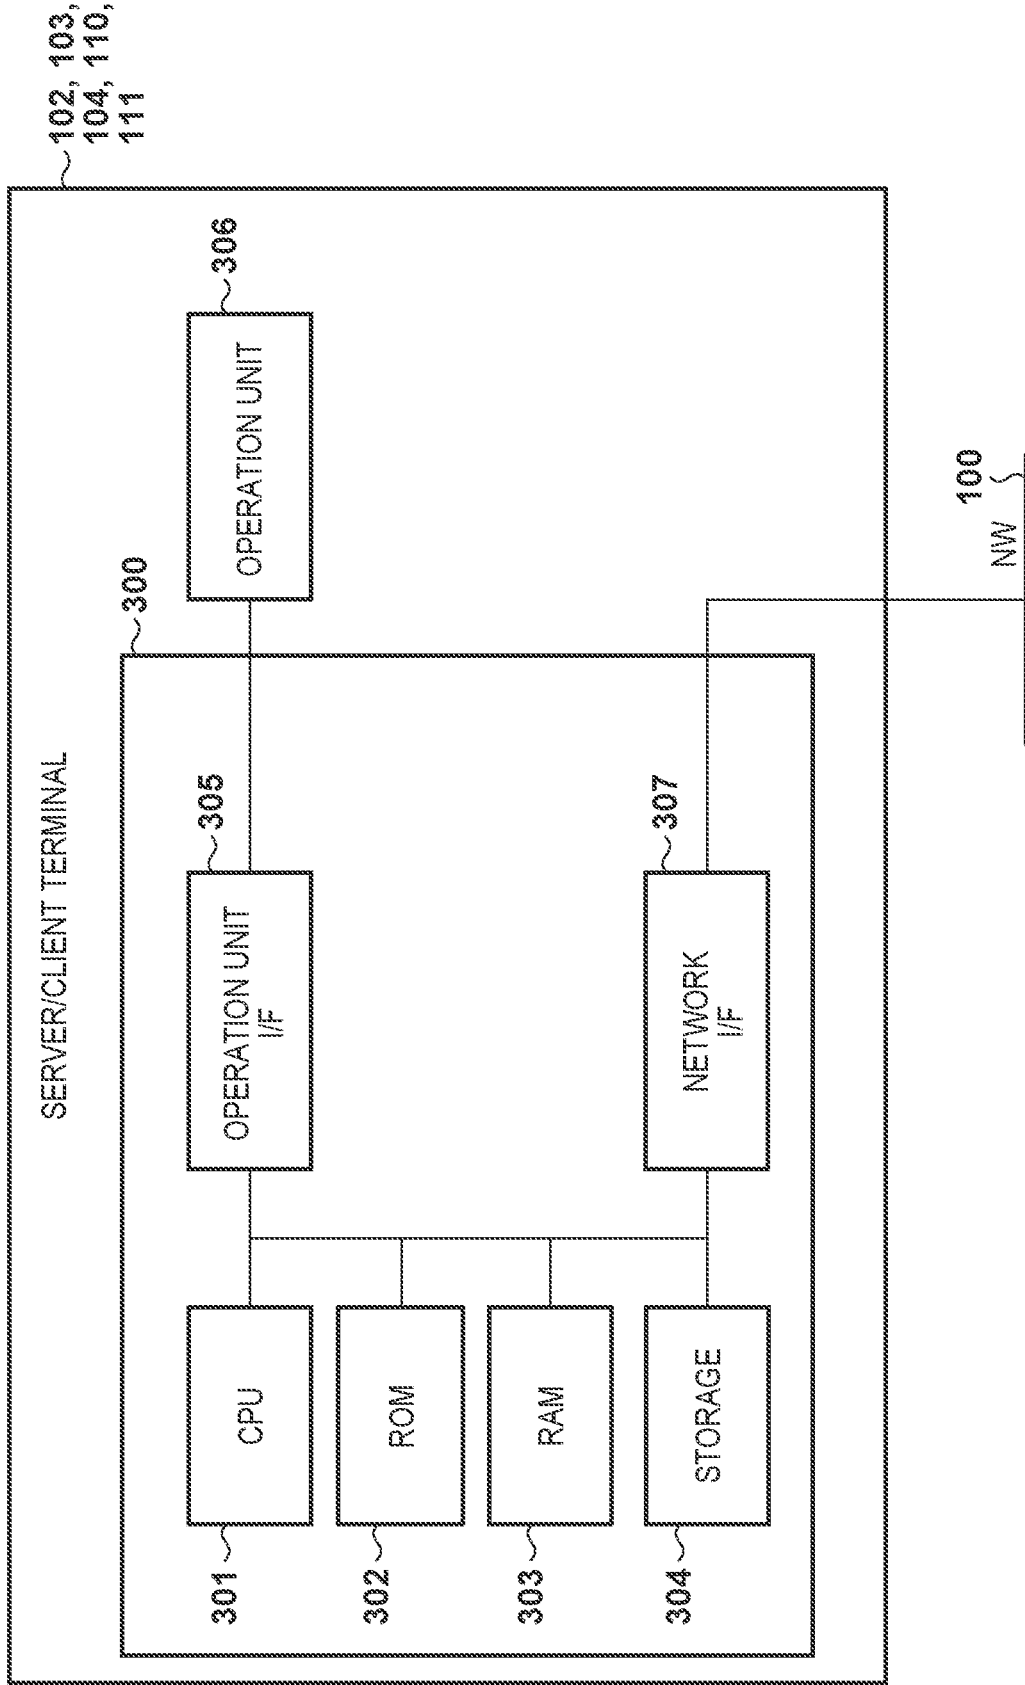 102, 103,
104, 110,
111
SERVER/CLIENT TERMINAL
300
301
CPU
305
OPERATION UNIT
I/F
306
OPERATION UNIT
302
ROM
303
RAM
304
STORAGE
307
NETWORK
I/F
NW
100